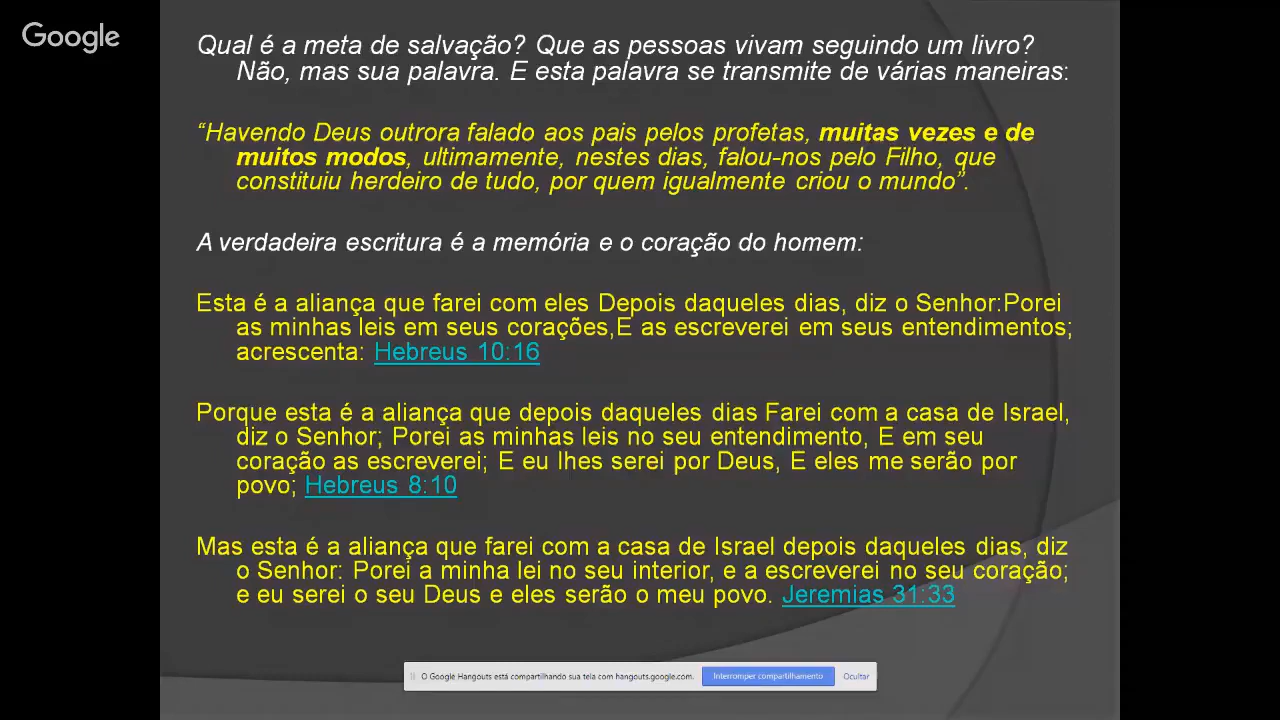 Google
Qual é a meta de salvação? Que as pessoas vivam seguindo um livro?
Não, mas sua palavra. E esta palavra se transmite de várias maneiras:
“Havendo Deus outrora falado aos pais pelos profetas, muitas vezes e de
muitos modos, ultimamente, nestes dias, falou-nos pelo Filho, que
constituiu herdeiro de tudo, por quem igualmente criou o mundo”.
A verdadeira escritura é a memória e o coração do homem:
Esta é a aliança que farei com eles Depois daqueles dias, diz o Senhor:Porei
as minhas leis em seus corações,E as escreverei em seus entendimentos;
acrescenta: Hebreus 10:16
Porque esta é a aliança que depois daqueles dias Farei com a casa de Israel,
diz o Senhor; Porei as minhas leis no seu entendimento, E em seu
coração as escreverei; E eu lhes serei por Deus, E eles me serão por
povo; Hebreus 8:10
Mas esta é a aliança que farei com a casa de Israel depois daqueles dias, diz
o Senhor: Porei a minha lei no seu interior, e a escreverei no seu coração;
e eu serei o seu Deus e eles serão o meu povo. Jeremias 31:33
O Google Hangouts está compartilhando sua tela com hangouts.google.com. Interromper compartilhamento Ocultar